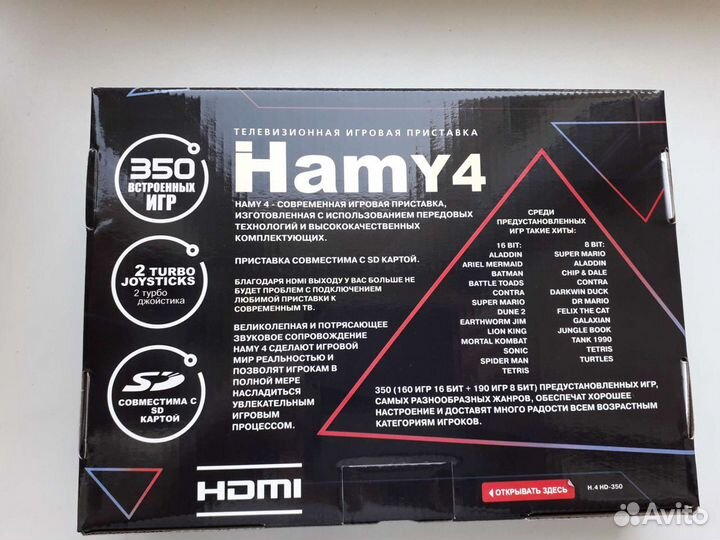 ТЕЛЕВИЗИОННАЯ ИГРОВАЯ ПРИСТАВКА
HamY4
350
ВСТРОЕННЫХ
ИГР
2 TURBO
JOYSTICKS
2 турбо
джойстика
SD
СОВМЕСТИМА С
SD
КАРТОЙ
HAMY 4 - СОВРЕМЕННАЯ ИГРОВАЯ ПРИСТАВКА,
ИЗГОТОВЛЕННАЯ С ИСПОЛЬЗОВАНИЕМ ПЕРЕДОВЫХ
ТЕХНОЛОГИЙ И ВЫСОКОКАЧЕСТВЕННЫХ
КОМПЛЕКТУЮЩИХ.
ПРИСТАВКА СОВМЕСТИМА С SD КАРТОЙ.
БЛАГОДАРЯ HDMI ВЫХОДУ У ВАС БОЛЬШЕ НЕ
БУДЕТ ПРОБЛЕМ С ПОДКЛЮЧЕНИЕМ
ЛЮБИМОЙ ПРИСТАВКИ К
СОВРЕМЕННЫМ ТВ.
ВЕЛИКОЛЕПНАЯ И ПОТРЯСАЮЩЕЕ
ЗВУКОВОЕ СОПРОВОЖДЕНИЕ
HAMY 4 СДЕЛАЮТ ИГРОВОЙ
МИР РЕАЛЬНОСТЬЮ И
ПОЗВОЛЯТ ИГРОКАМ В
ПОЛНОЙ МЕРЕ
НАСЛАДИТЬСЯ
УВЛЕКАТЕЛЬНЫМ
ИГРОВЫМ
ПРОЦЕССОМ.
СРЕДИ
ПРЕДУСТАНОВЛЕННЫХ
ИГР ТАКИЕ ХИТЫ:
16 BIT:
ALADDIN
ARIEL MERMAID
BATMAN
BATTLE TOADS
CONTRA
SUPER MARIO
DUNE 2
EARTHWORM JIM
LION KING
MORTAL KOMBAT
SONIC
SPIDER MAN
TETRIS
8 BIT:
SUPER MARIO
ALADDIN
CHIP & DALE
CONTRA
DARKWIN DUCK
DR MARIO
FELIX THE CAT
GALAXIAN
JUNGLE BOOK
TANK 1990
TETRIS
TURTLES
350 (160 ИГР 16 БИТ + 190 ИГР 8 БИТ) ПРЕДУСТАНОВЛЕННЫХ ИГР,
САМЫХ РАЗНООБРАЗНЫХ ЖАНРОВ, ОБЕСПЕЧАТ ХОРОШЕЕ
НАСТРОЕНИЕ И ДОСТАВЯТ МНОГО РАДОСТИ ВСЕМ ВОЗРАСТНЫМ
КАТЕГОРИЯМ ИГРОКОВ.
HDMI
ОТКРЫВАТЬ ЗДЕСЬ
H.4 HD-350
Avito